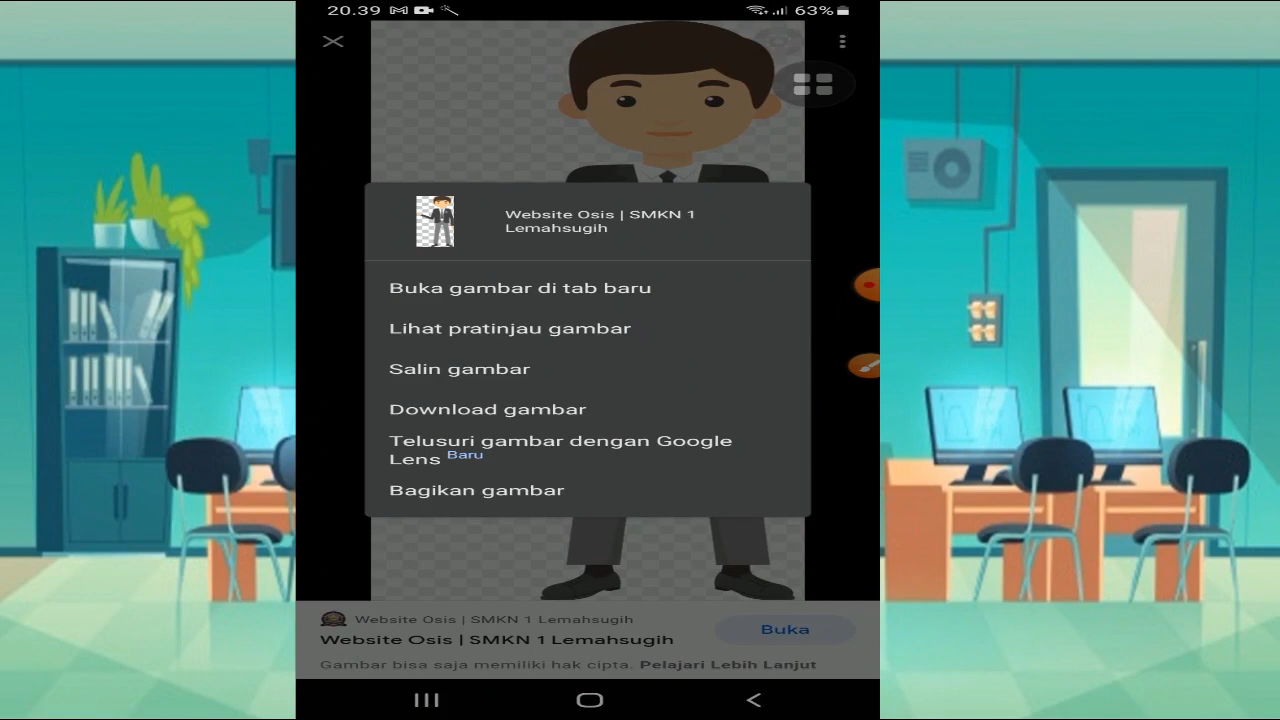 20.39
63%
Website Osis | SMKN 1
Lemahsugih
Buka gambar di tab baru
Lihat pratinjau gambar
Salin gambar
Download gambar
Telusuri gambar dengan Google
Lens Baru
Bagikan gambar
Website Osis | SMKN 1 Lemahsugih
Website Osis | SMKN 1 Lemahsugih
Buka
Gambar bisa saja memiliki hak cipta. Pelajari Lebih Lanjut